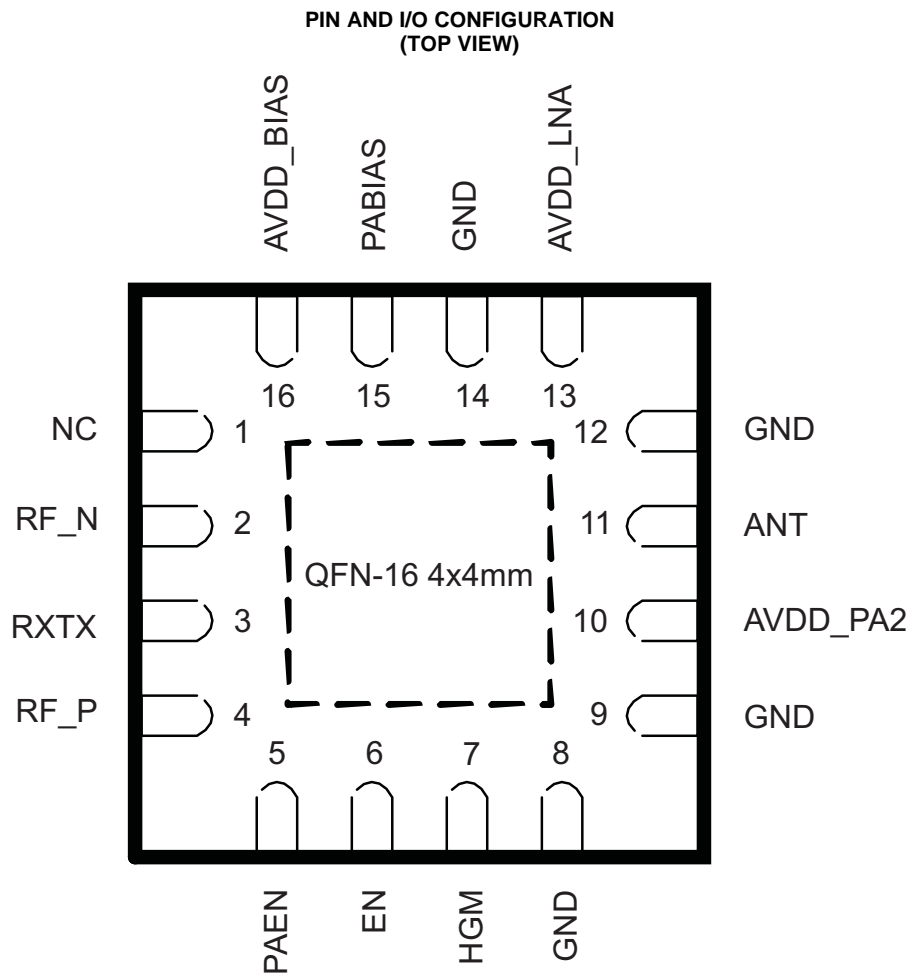 PIN AND I/O CONFIGURATION
(TOP VIEW)
AVDD_BIAS
PABIAS
GND
AVDD_LNA
16
15
14
13
NC
1
12
GND
RF_N
2
11
ANT
QFN-16 4x4mm
RXTX
3
10
AVDD_PA2
RF_P
4
9
GND
5
6
7
8
PAEN
EN
HGM
GND